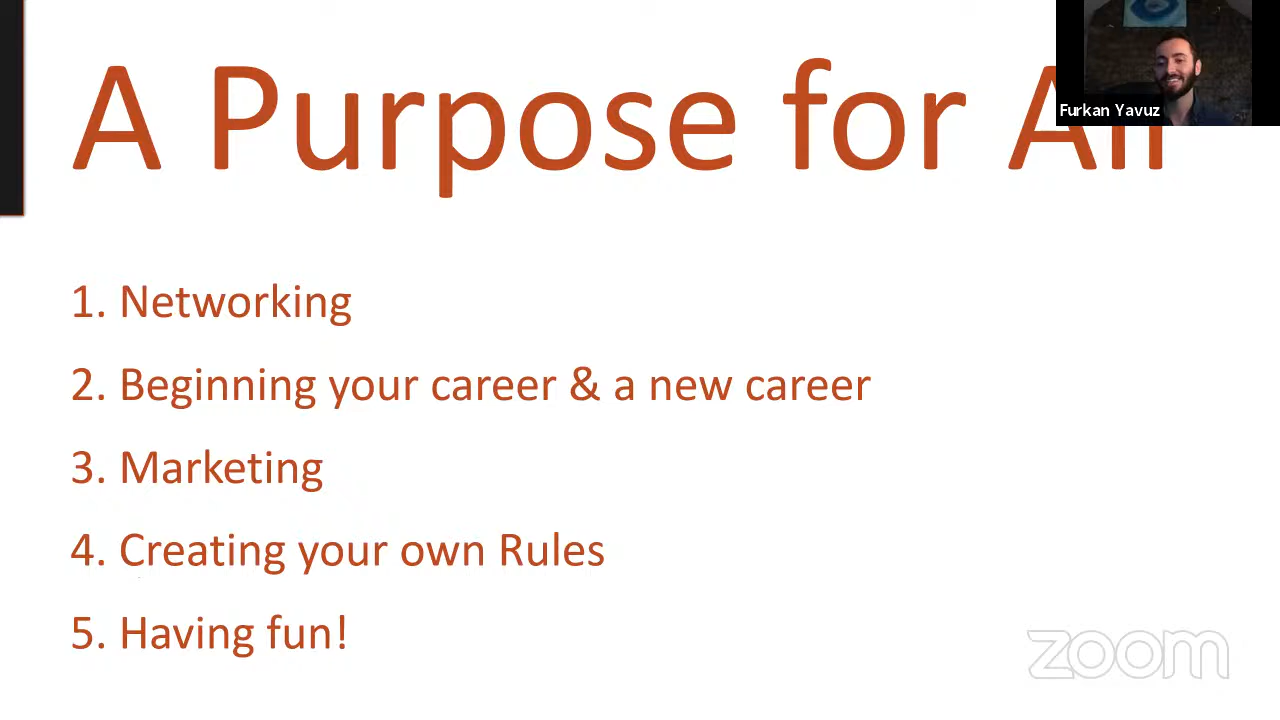 A Purpose for All
Furkan Yavuz
1. Networking
2. Beginning your career & a new career
3. Marketing
4. Creating your own Rules
5. Having fun!
zoom